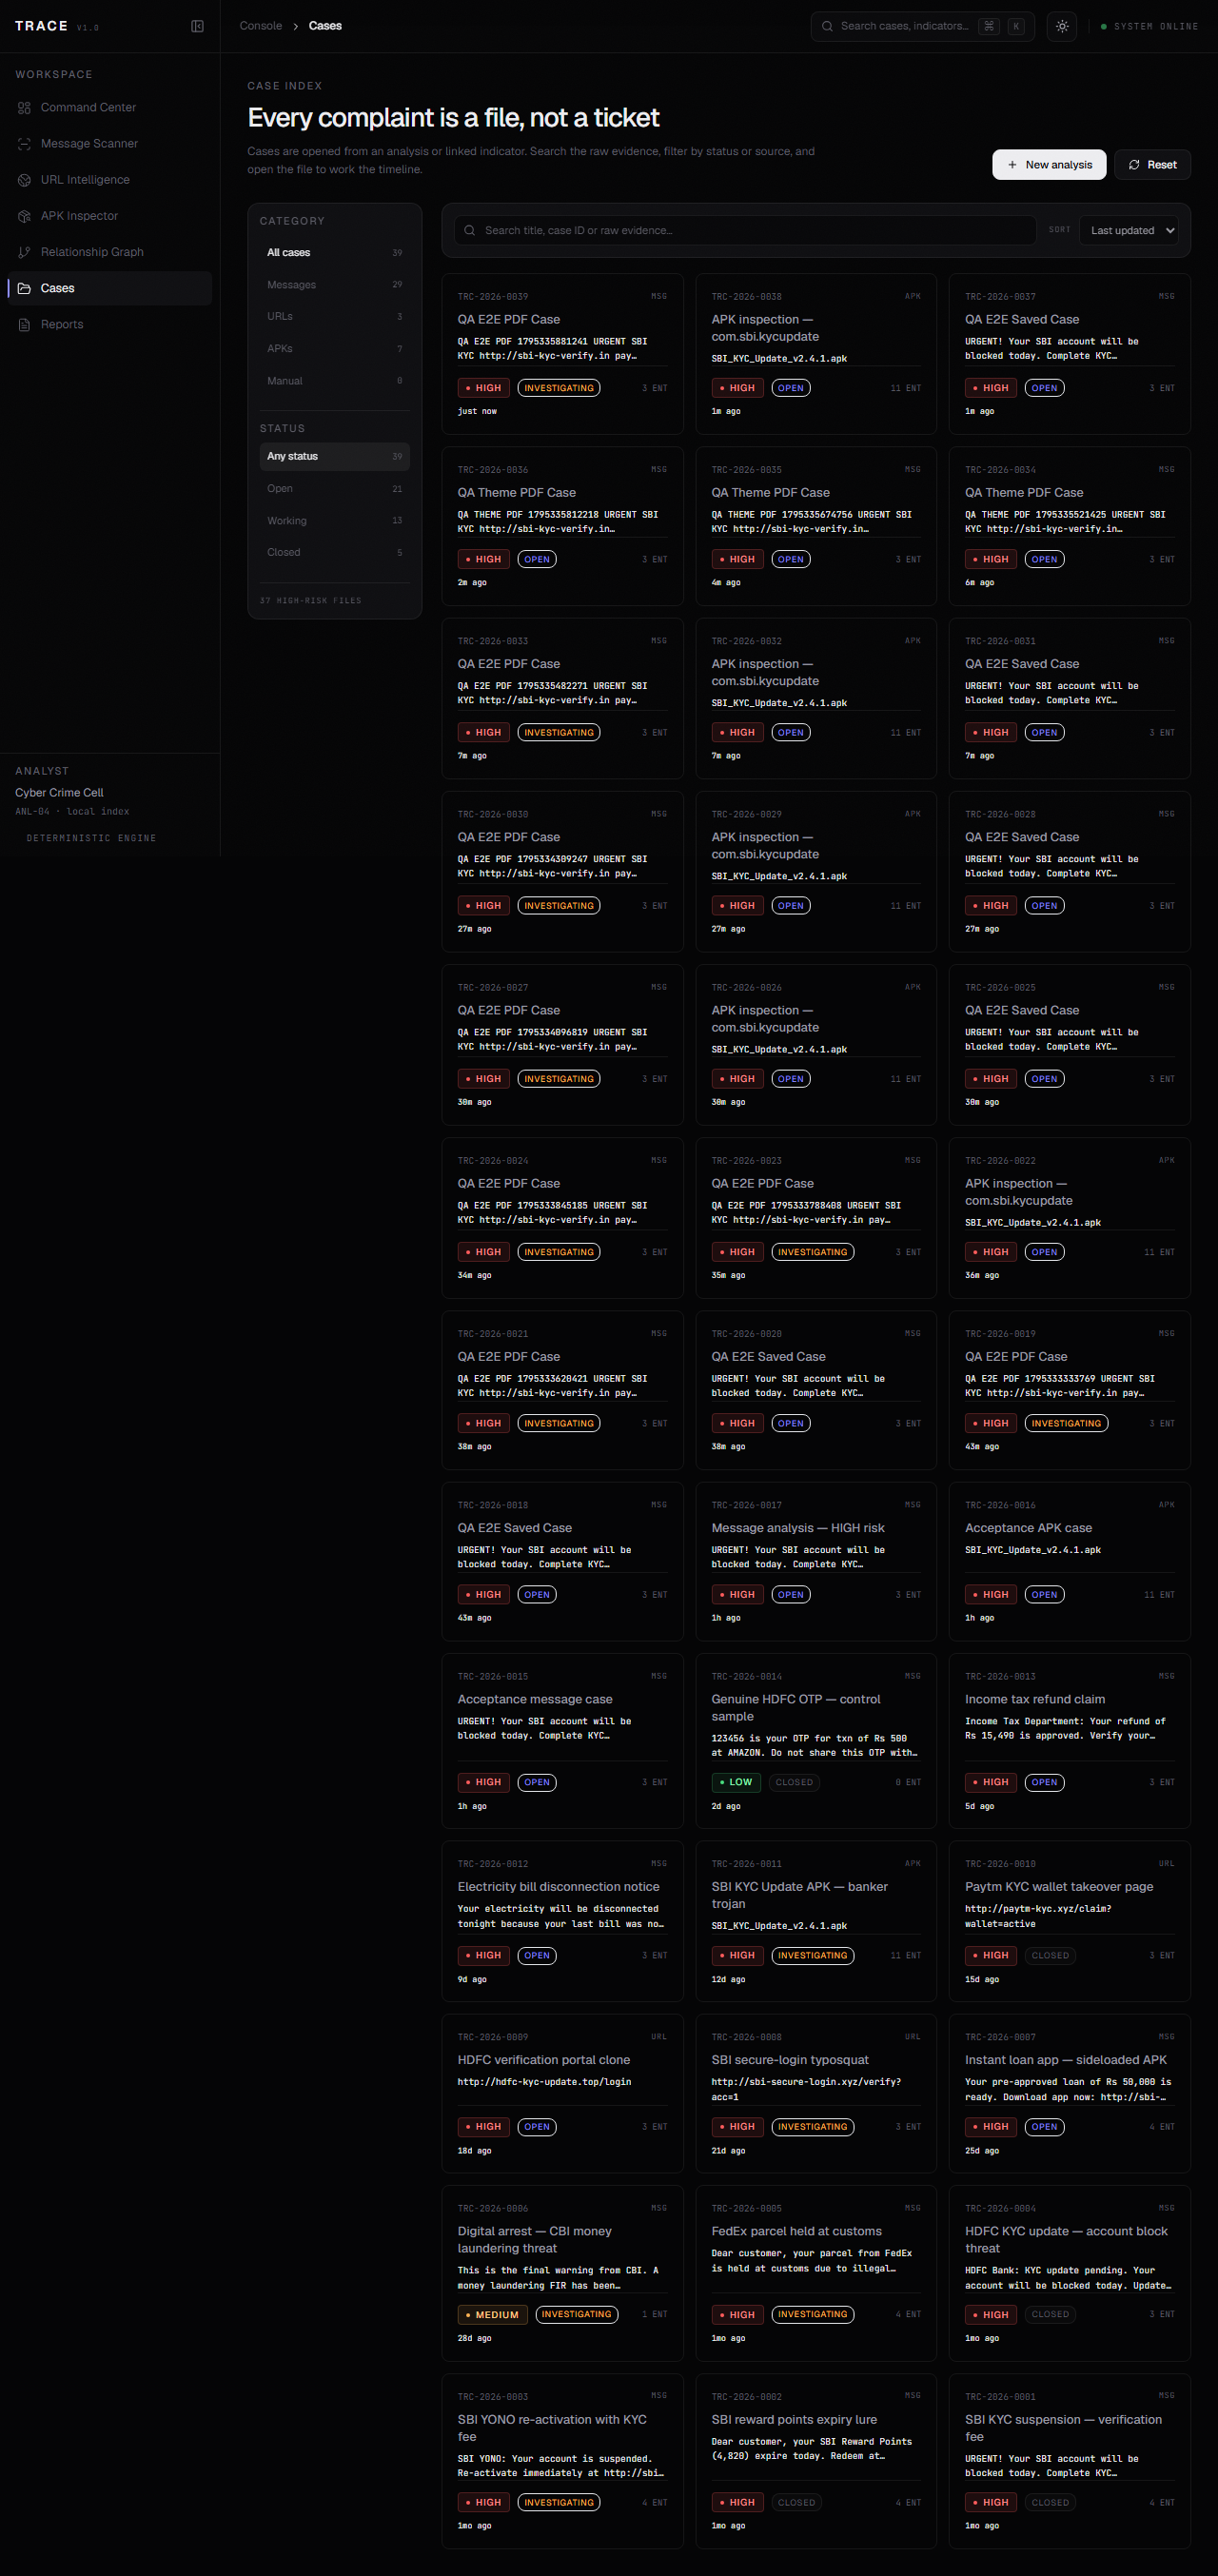 TRACE V1.0
Console > Cases
Search cases, indicators... ⌘ K
SYSTEM ONLINE
WORKSPACE
Command Center
Message Scanner
URL Intelligence
APK Inspector
Relationship Graph
Cases
Reports
ANALYST
Cyber Crime Cell
ANL-04 · local index
DETERMINISTIC ENGINE
CASE INDEX
Every complaint is a file, not a ticket
Cases are opened from an analysis or linked indicator. Search the raw evidence, filter by status or source, and
open the file to work the timeline.
+ New analysis
Reset
CATEGORY
All cases 39
Messages 29
URLs 3
APKs 7
Manual 0
STATUS
Any status 39
Open 21
Working 13
Closed 5
37 HIGH-RISK FILES
Search title, case ID or raw evidence...
SORT
Last updated
TRC-2026-0039 MSG
QA E2E PDF Case
QA E2E PDF 1795335881241 URGENT SBI
KYC http://sbi-kyc-verify.in pay…
HIGH INVESTIGATING 3 ENT
just now
TRC-2026-0038 APK
APK inspection —
com.sbi.kycupdate
SBI_KYC_Update_v2.4.1.apk
HIGH OPEN 11 ENT
1m ago
TRC-2026-0037 MSG
QA E2E Saved Case
URGENT! Your SBI account will be
blocked today. Complete KYC…
HIGH OPEN 3 ENT
1m ago
TRC-2026-0036 MSG
QA Theme PDF Case
QA THEME PDF 1795335812218 URGENT SBI
KYC http://sbi-kyc-verify.in…
HIGH OPEN 3 ENT
2m ago
TRC-2026-0035 MSG
QA Theme PDF Case
QA THEME PDF 1795335674756 URGENT SBI
KYC http://sbi-kyc-verify.in…
HIGH OPEN 3 ENT
4m ago
TRC-2026-0034 MSG
QA Theme PDF Case
QA THEME PDF 1795335521425 URGENT SBI
KYC http://sbi-kyc-verify.in…
HIGH OPEN 3 ENT
6m ago
TRC-2026-0033 MSG
QA E2E PDF Case
QA E2E PDF 1795335482271 URGENT SBI
KYC http://sbi-kyc-verify.in pay…
HIGH INVESTIGATING 3 ENT
7m ago
TRC-2026-0032 APK
APK inspection —
com.sbi.kycupdate
SBI_KYC_Update_v2.4.1.apk
HIGH OPEN 11 ENT
7m ago
TRC-2026-0031 MSG
QA E2E Saved Case
URGENT! Your SBI account will be
blocked today. Complete KYC…
HIGH OPEN 3 ENT
7m ago
TRC-2026-0030 MSG
QA E2E PDF Case
QA E2E PDF 1795334309247 URGENT SBI
KYC http://sbi-kyc-verify.in pay…
HIGH INVESTIGATING 3 ENT
27m ago
TRC-2026-0029 APK
APK inspection —
com.sbi.kycupdate
SBI_KYC_Update_v2.4.1.apk
HIGH OPEN 11 ENT
27m ago
TRC-2026-0028 MSG
QA E2E Saved Case
URGENT! Your SBI account will be
blocked today. Complete KYC…
HIGH OPEN 3 ENT
27m ago
TRC-2026-0027 MSG
QA E2E PDF Case
QA E2E PDF 1795334096819 URGENT SBI
KYC http://sbi-kyc-verify.in pay…
HIGH INVESTIGATING 3 ENT
30m ago
TRC-2026-0026 APK
APK inspection —
com.sbi.kycupdate
SBI_KYC_Update_v2.4.1.apk
HIGH OPEN 11 ENT
30m ago
TRC-2026-0025 MSG
QA E2E Saved Case
URGENT! Your SBI account will be
blocked today. Complete KYC…
HIGH OPEN 3 ENT
30m ago
TRC-2026-0024 MSG
QA E2E PDF Case
QA E2E PDF 1795333845185 URGENT SBI
KYC http://sbi-kyc-verify.in pay…
HIGH INVESTIGATING 3 ENT
34m ago
TRC-2026-0023 MSG
QA E2E PDF Case
QA E2E PDF 1795333788408 URGENT SBI
KYC http://sbi-kyc-verify.in pay…
HIGH INVESTIGATING 3 ENT
35m ago
TRC-2026-0022 APK
APK inspection —
com.sbi.kycupdate
SBI_KYC_Update_v2.4.1.apk
HIGH OPEN 11 ENT
36m ago
TRC-2026-0021 MSG
QA E2E PDF Case
QA E2E PDF 1795333620421 URGENT SBI
KYC http://sbi-kyc-verify.in pay…
HIGH INVESTIGATING 3 ENT
38m ago
TRC-2026-0020 MSG
QA E2E Saved Case
URGENT! Your SBI account will be
blocked today. Complete KYC…
HIGH OPEN 3 ENT
38m ago
TRC-2026-0019 MSG
QA E2E PDF Case
QA E2E PDF 1795333333769 URGENT SBI
KYC http://sbi-kyc-verify.in pay…
HIGH INVESTIGATING 3 ENT
43m ago
TRC-2026-0018 MSG
QA E2E Saved Case
URGENT! Your SBI account will be
blocked today. Complete KYC…
HIGH OPEN 3 ENT
43m ago
TRC-2026-0017 MSG
Message analysis — HIGH risk
URGENT! Your SBI account will be
blocked today. Complete KYC…
HIGH OPEN 3 ENT
1h ago
TRC-2026-0016 APK
Acceptance APK case
SBI_KYC_Update_v2.4.1.apk
HIGH OPEN 11 ENT
1h ago
TRC-2026-0015 MSG
Acceptance message case
URGENT! Your SBI account will be
blocked today. Complete KYC…
HIGH OPEN 3 ENT
1h ago
TRC-2026-0014 MSG
Genuine HDFC OTP — control
sample
123456 is your OTP for txn of Rs 500
at AMAZON. Do not share this OTP with…
LOW CLOSED 0 ENT
2d ago
TRC-2026-0013 MSG
Income tax refund claim
Income Tax Department: Your refund of
Rs 15,490 is approved. Verify your…
HIGH OPEN 3 ENT
5d ago
TRC-2026-0012 MSG
Electricity bill disconnection notice
Your electricity will be disconnected
tonight because your last bill was no…
HIGH OPEN 3 ENT
9d ago
TRC-2026-0011 APK
SBI KYC Update APK — banker
trojan
SBI_KYC_Update_v2.4.1.apk
HIGH INVESTIGATING 11 ENT
12d ago
TRC-2026-0010 URL
Paytm KYC wallet takeover page
http://paytm-kyc.xyz/claim?
wallet=active
HIGH CLOSED 3 ENT
15d ago
TRC-2026-0009 URL
HDFC verification portal clone
http://hdfc-kyc-update.top/login
HIGH OPEN 3 ENT
18d ago
TRC-2026-0008 URL
SBI secure-login typosquat
http://sbi-secure-login.xyz/verify?
acc=1
HIGH INVESTIGATING 3 ENT
21d ago
TRC-2026-0007 MSG
Instant loan app — sideloaded APK
Your pre-approved loan of Rs 50,000 is
ready. Download app now: http://sbi-…
HIGH OPEN 4 ENT
25d ago
TRC-2026-0006 MSG
Digital arrest — CBI money
laundering threat
This is the final warning from CBI. A
money laundering FIR has been…
MEDIUM INVESTIGATING 1 ENT
28d ago
TRC-2026-0005 MSG
FedEx parcel held at customs
Dear customer, your parcel from FedEx
is held at customs due to illegal…
HIGH INVESTIGATING 4 ENT
1mo ago
TRC-2026-0004 MSG
HDFC KYC update — account block
threat
HDFC Bank: KYC update pending. Your
account will be blocked today. Update…
HIGH CLOSED 3 ENT
1mo ago
TRC-2026-0003 MSG
SBI YONO re-activation with KYC
fee
SBI YONO: Your account is suspended.
Re-activate immediately at http://sbi…
HIGH INVESTIGATING 4 ENT
1mo ago
TRC-2026-0002 MSG
SBI reward points expiry lure
Dear customer, your SBI Reward Points
(4,820) expire today. Redeem at…
HIGH CLOSED 4 ENT
1mo ago
TRC-2026-0001 MSG
SBI KYC suspension — verification
fee
URGENT! Your SBI account will be
blocked today. Complete KYC…
HIGH CLOSED 4 ENT
1mo ago